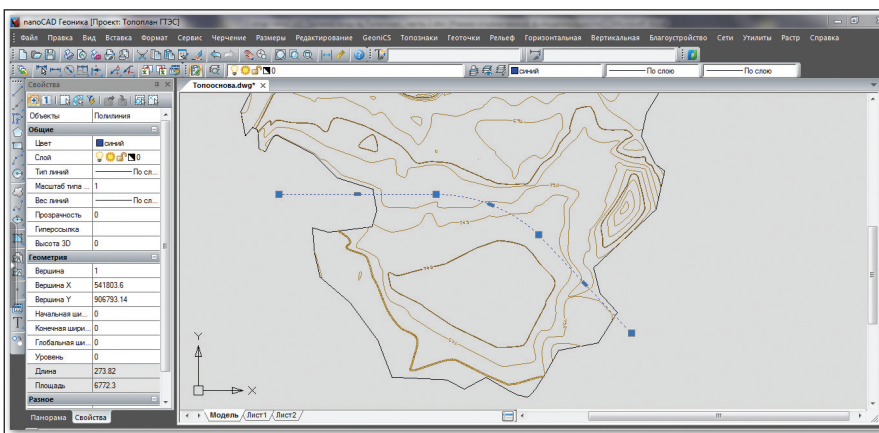 nanoCAD Геоника [Проект: Топоплан ГТЭС]
Файл Правка Вид Вставка Формат Сервис Черчение Размеры Редактирование GeoniCS Топознаки Геоточки Рельеф Горизонтальная Вертикальная Благоустройство Сети Утилиты Растр Справка
0 синий По слою По слою
Свойства
Топооснова.dwg*
Объекты Полилиния
Общие
Цвет синий
Слой 0
Тип линий По сл...
Масштаб типа ... 1
Вес линий По сл...
Прозрачность 0
Гиперссылка
Высота 3D 0
Геометрия
Вершина 1
Вершина X 541803.6
Вершина Y 906793.14
Начальная ши... 0
Конечная шири... 0
Глобальная ши... 0
Уровень 0
Длина 273.82
Площадь 6772.3
Разное
Y
X
Панорама Свойства
Модель Лист1 Лист2